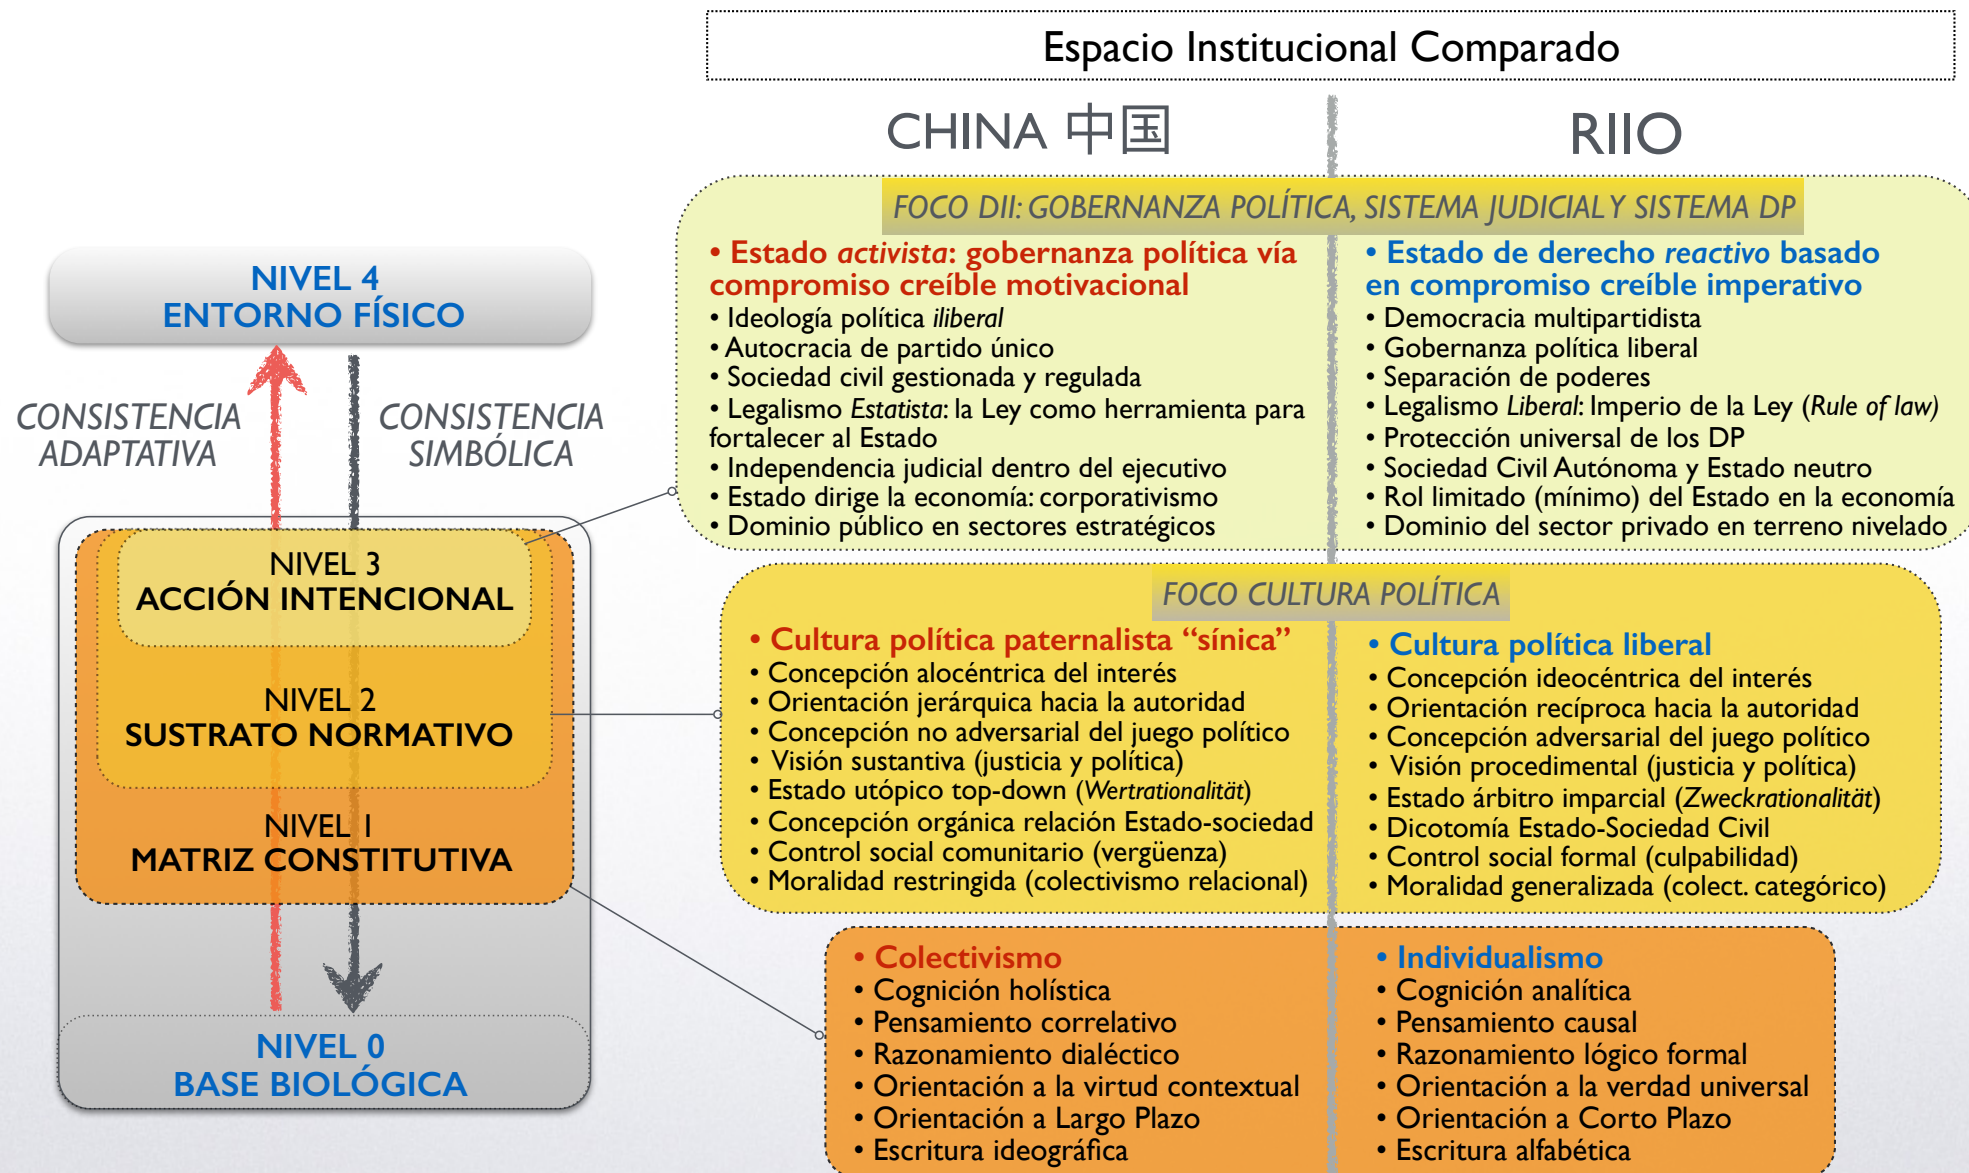 Espacio Institucional Comparado
CHINA 中国
RIIO
FOCO DII: GOBERNANZA POLÍTICA, SISTEMA JUDICIAL Y SISTEMA DP
• Estado activista: gobernanza política vía
compromiso creíble motivacional
• Ideología política iliberal
• Autocracia de partido único
• Sociedad civil gestionada y regulada
• Legalismo Estatista: la Ley como herramienta para
fortalecer al Estado
• Independencia judicial dentro del ejecutivo
• Estado dirige la economía: corporativismo
• Dominio público en sectores estratégicos
• Estado de derecho reactivo basado
en compromiso creíble imperativo
• Democracia multipartidista
• Gobernanza política liberal
• Separación de poderes
• Legalismo Liberal: Imperio de la Ley (Rule of law)
• Protección universal de los DP
• Sociedad Civil Autónoma y Estado neutro
• Rol limitado (mínimo) del Estado en la economía
• Dominio del sector privado en terreno nivelado
NIVEL 4
ENTORNO FÍSICO
CONSISTENCIA
ADAPTATIVA
CONSISTENCIA
SIMBÓLICA
NIVEL 3
ACCIÓN INTENCIONAL
NIVEL 2
SUSTRATO NORMATIVO
NIVEL 1
MATRIZ CONSTITUTIVA
NIVEL 0
BASE BIOLÓGICA
FOCO CULTURA POLÍTICA
• Cultura política paternalista “sínica”
• Concepción alocéntrica del interés
• Orientación jerárquica hacia la autoridad
• Concepción no adversarial del juego político
• Visión sustantiva (justicia y política)
• Estado utópico top-down (Wertrationalität)
• Concepción orgánica relación Estado-sociedad
• Control social comunitario (vergüenza)
• Moralidad restringida (colectivismo relacional)
• Cultura política liberal
• Concepción ideocéntrica del interés
• Orientación recíproca hacia la autoridad
• Concepción adversarial del juego político
• Visión procedimental (justicia y política)
• Estado árbitro imparcial (Zweckrationalität)
• Dicotomía Estado-Sociedad Civil
• Control social formal (culpabilidad)
• Moralidad generalizada (colect. categórico)
• Colectivismo
• Cognición holística
• Pensamiento correlativo
• Razonamiento dialéctico
• Orientación a la virtud contextual
• Orientación a Largo Plazo
• Escritura ideográfica
• Individualismo
• Cognición analítica
• Pensamiento causal
• Razonamiento lógico formal
• Orientación a la verdad universal
• Orientación a Corto Plazo
• Escritura alfabética